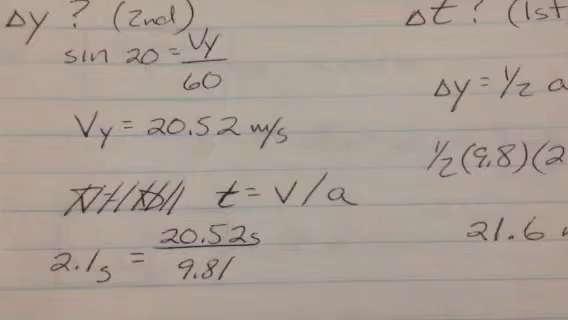 Δy ? (2nd)
sin 20 = Vy/60
Vy = 20.52 m/s
t = V/a
2.1s = 20.52s/9.81
Δt ? (1st
Δy = 1/2 a
1/2(9.8)(2
21.6